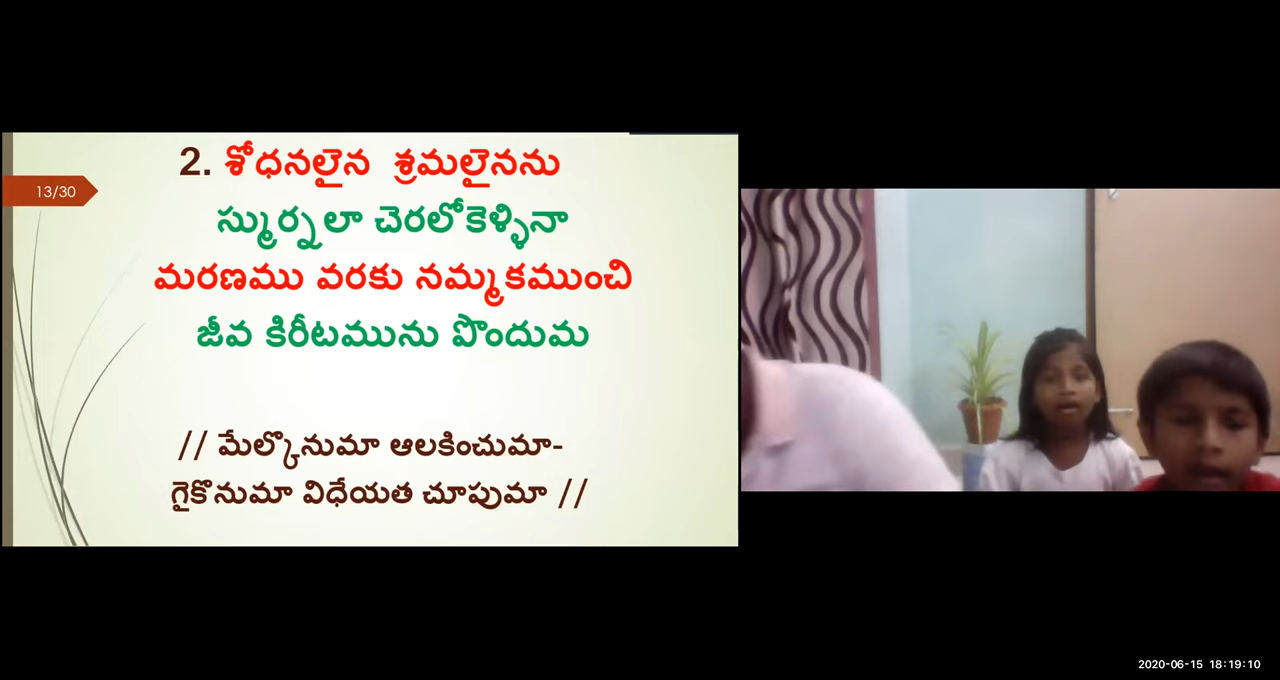 2. శోధనలైన శ్రమలైనను
13/30
స్ముర్నలా చెరలోకెళ్ళినా
మరణము వరకు నమ్మకముంచి
జీవ కిరీటమును పొందుమ
// మేల్కొనుమా ఆలకించుమా-
గైకొనుమా విధేయత చూపుమా //
2020-06-15 18:19:10